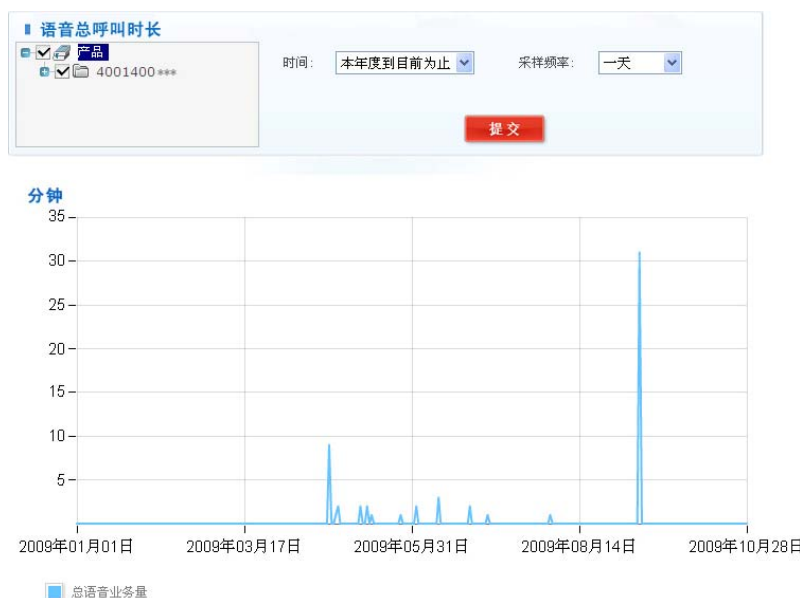 语音总呼叫时长
产品
4001400***
时间: 本年度到目前为止 采样频率: 一天
提交
分钟
35
30
25
20
15
10
5
2009年01月01日 2009年03月17日 2009年05月31日 2009年08月14日 2009年10月28日
总语音业务量